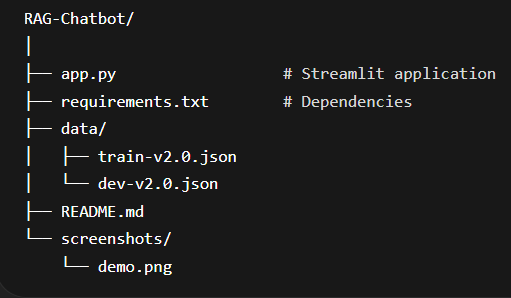 RAG-Chatbot/
│
├── app.py                  # Streamlit application
├── requirements.txt        # Dependencies
├── data/
│   ├── train-v2.0.json
│   └── dev-v2.0.json
├── README.md
└── screenshots/
    └── demo.png